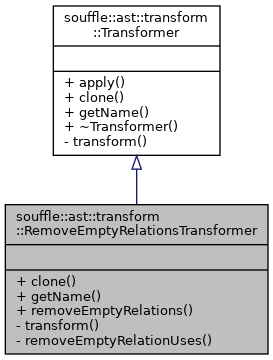 souffle::ast::transform
::Transformer
+ apply()
+ clone()
+ getName()
+ ~Transformer()
- transform()
souffle::ast::transform
::RemoveEmptyRelationsTransformer
+ clone()
+ getName()
+ removeEmptyRelations()
- transform()
- removeEmptyRelationUses()